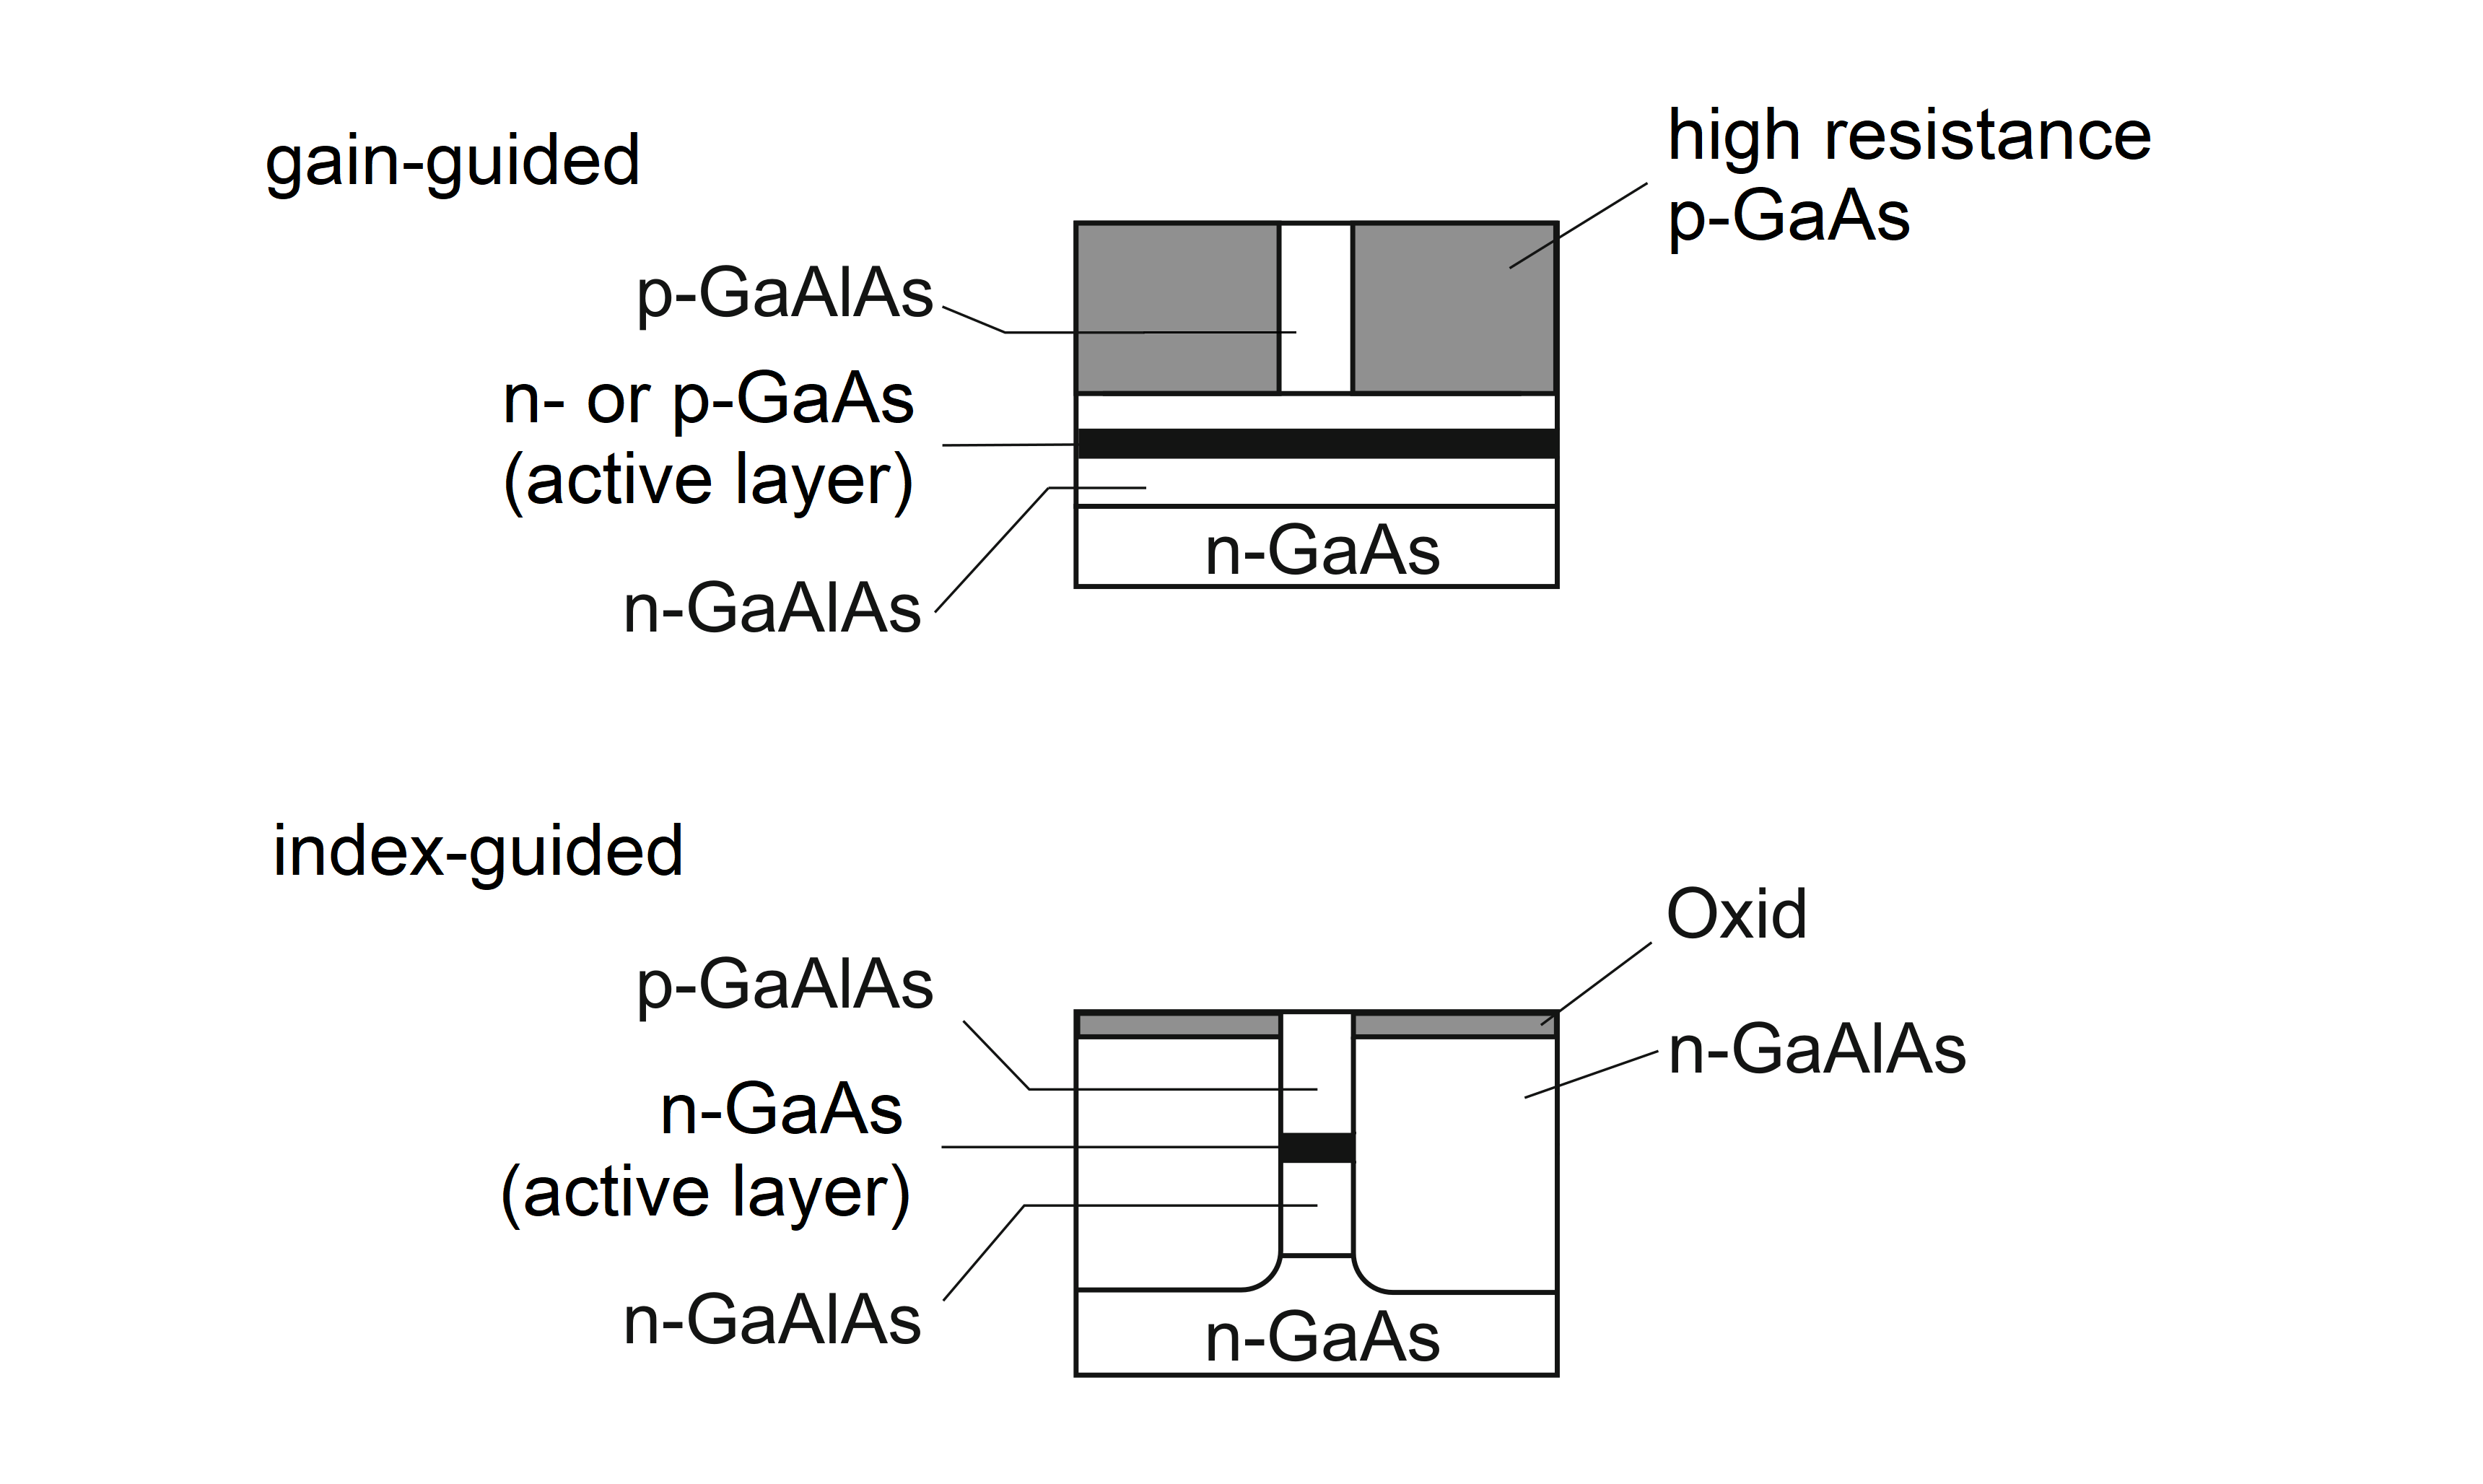 gain-guided
high resistance
p-GaAs
p-GaAlAs
n- or p-GaAs
(active layer)
n-GaAs
n-GaAlAs
index-guided
Oxid
p-GaAlAs
n-GaAlAs
n-GaAs
(active layer)
n-GaAlAs
n-GaAs